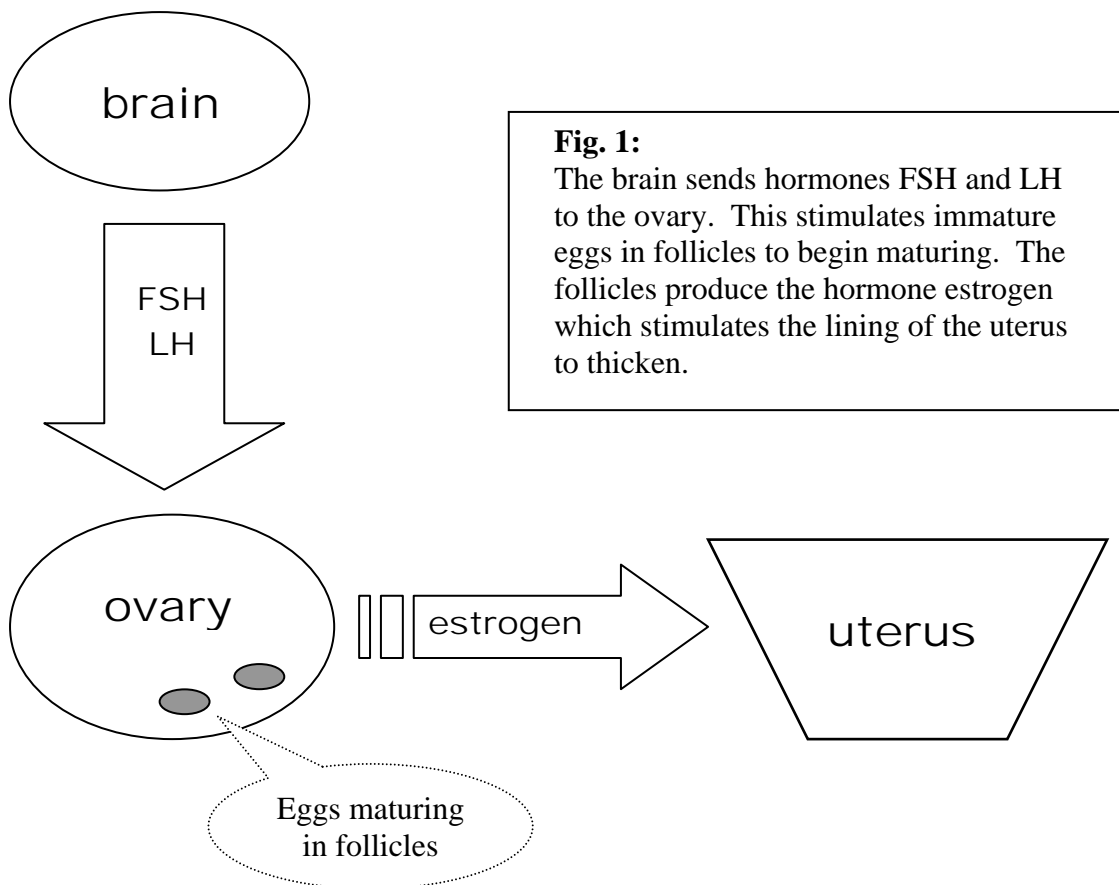 brain
Fig. 1:
The brain sends hormones FSH and LH
to the ovary. This stimulates immature
eggs in follicles to begin maturing. The
follicles produce the hormone estrogen
which stimulates the lining of the uterus
to thicken.
FSH
LH
ovary
estrogen
uterus
Eggs maturing
in follicles